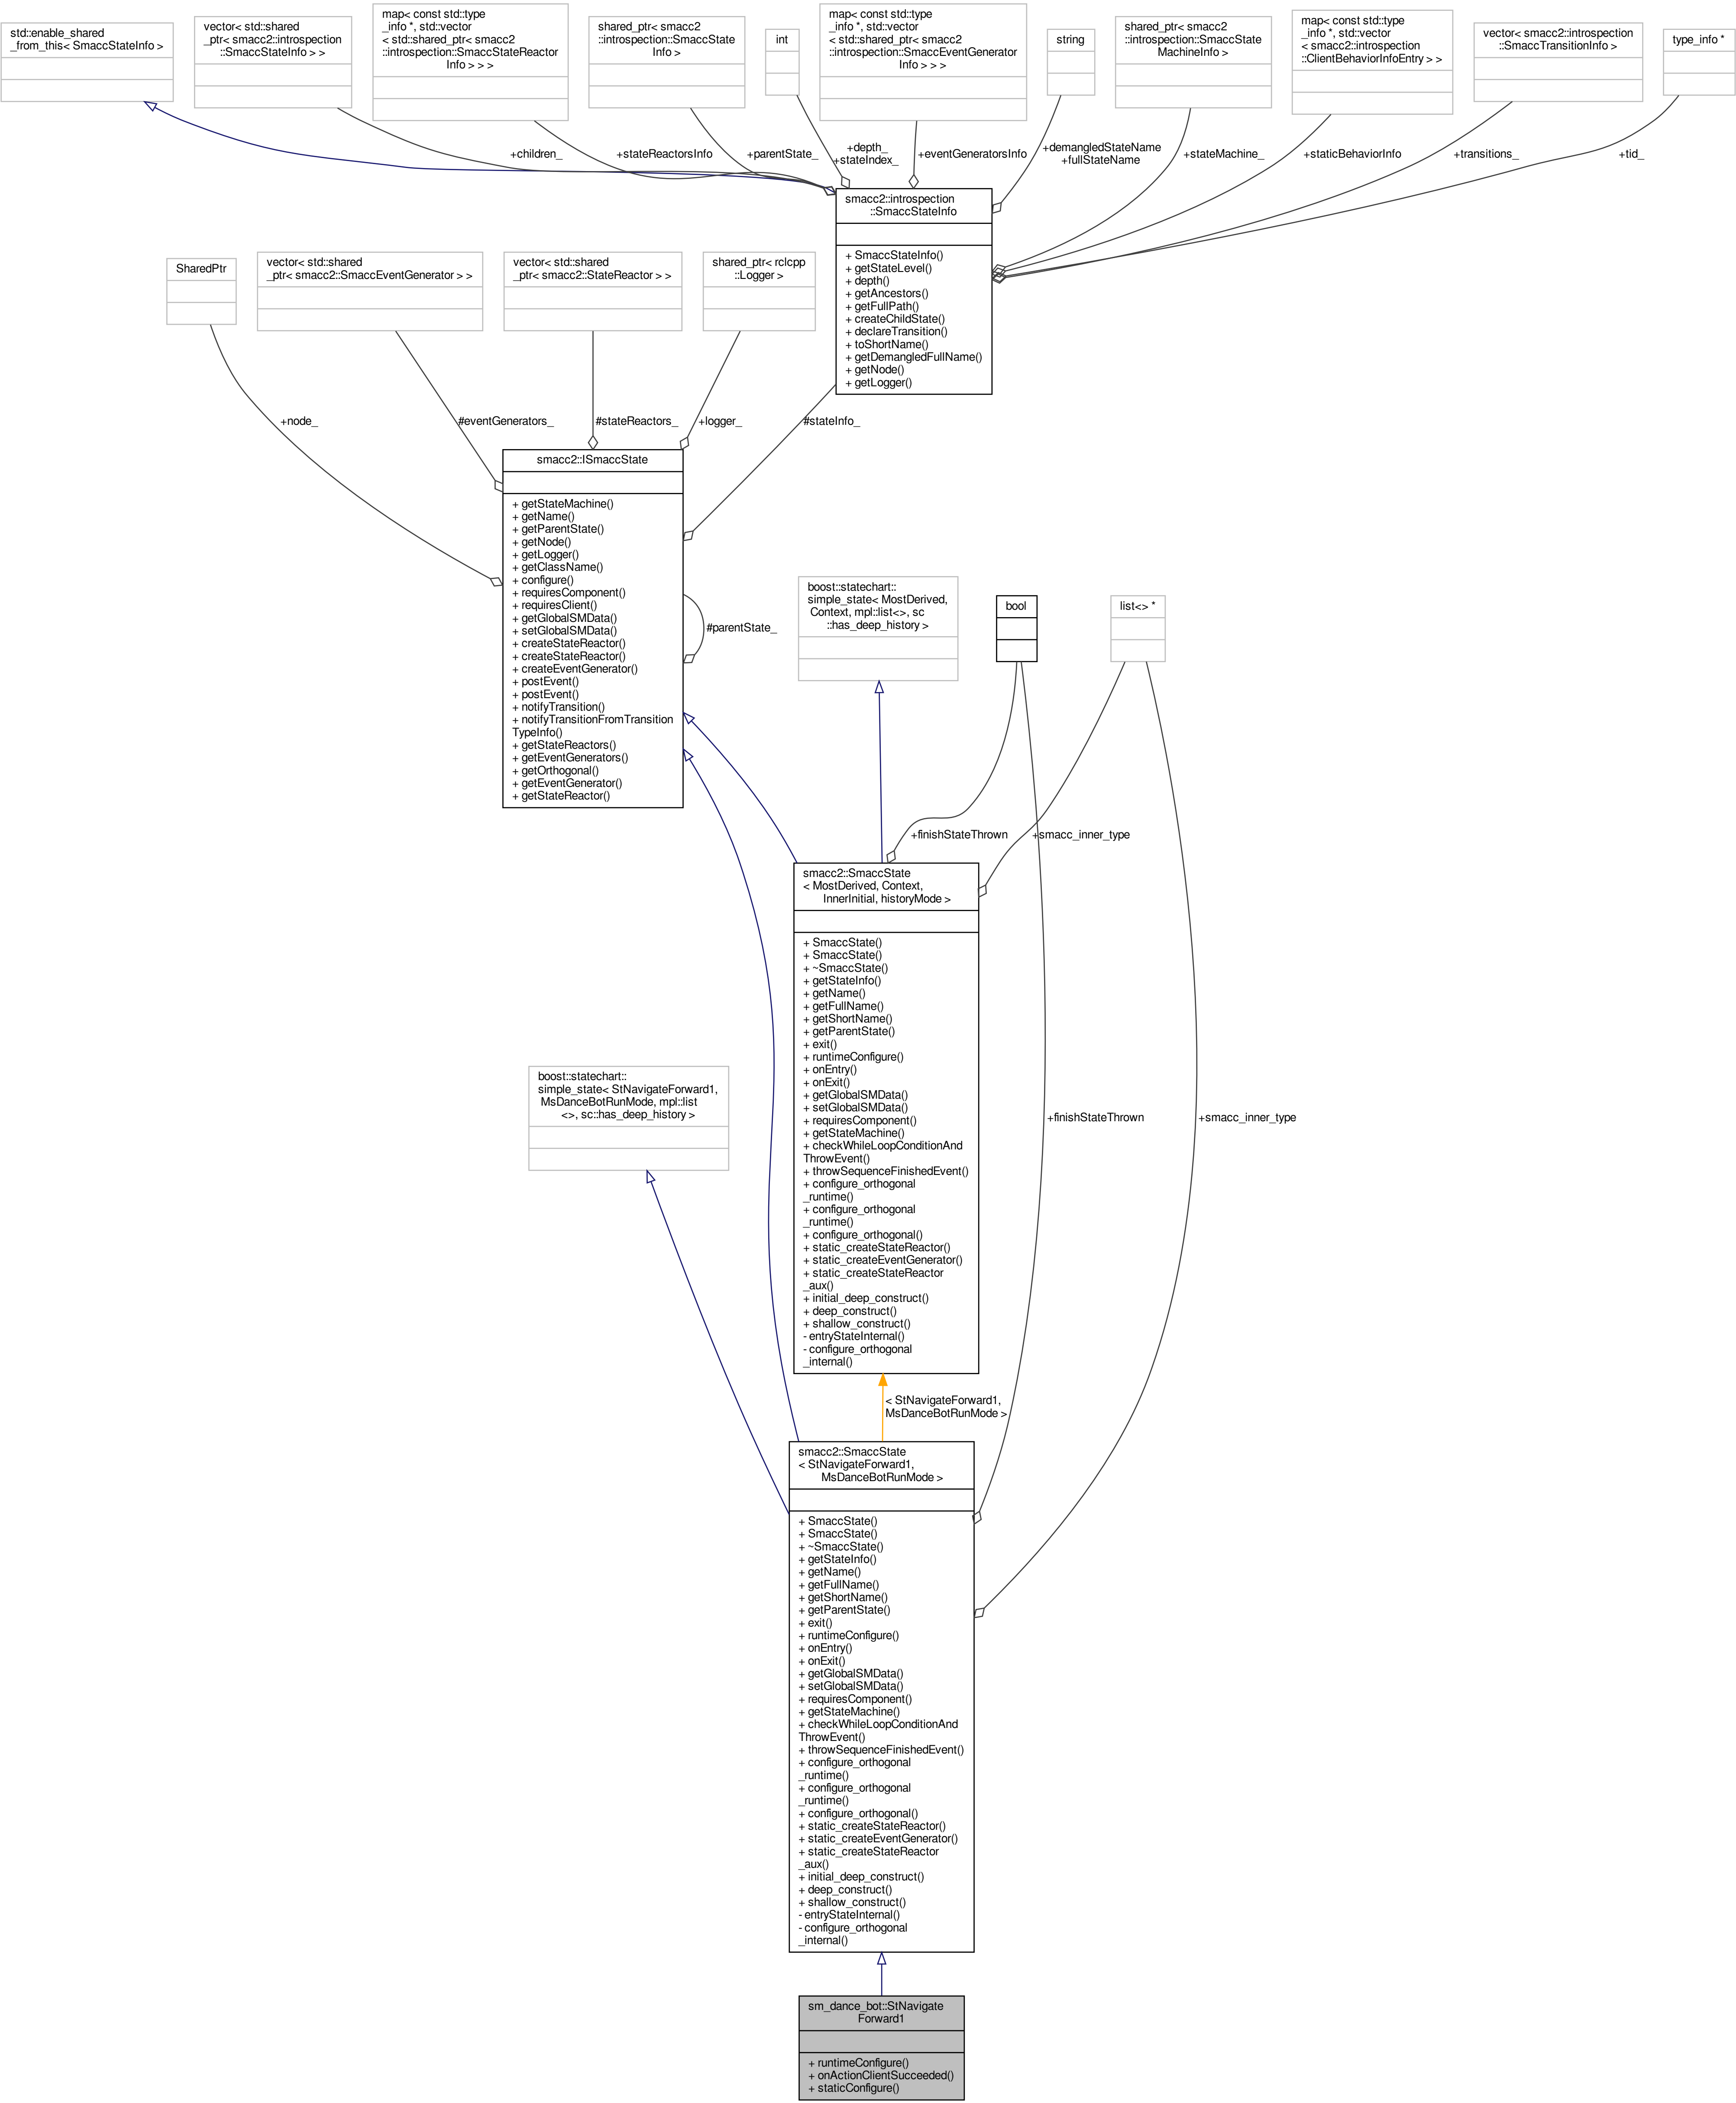 std::enable_shared
_from_this< SmaccStateInfo >
vector< std::shared
_ptr< smacc2::introspection
::SmaccStateInfo > >
map< const std::type
_info *, std::vector
< std::shared_ptr< smacc2
::introspection::SmaccStateReactor
Info > > >
shared_ptr< smacc2
::introspection::SmaccState
Info >
int
map< const std::type
_info *, std::vector
< std::shared_ptr< smacc2
::introspection::SmaccEventGenerator
Info > > >
string
shared_ptr< smacc2
::introspection::SmaccState
MachineInfo >
map< const std::type
_info *, std::vector
< smacc2::introspection
::ClientBehaviorInfoEntry > >
vector< smacc2::introspection
::SmaccTransitionInfo >
type_info *
+children_
+stateReactorsInfo
+parentState_
+depth_
+stateIndex_
+eventGeneratorsInfo
+demangledStateName
+fullStateName
+stateMachine_
+staticBehaviorInfo
+transitions_
+tid_
smacc2::introspection
::SmaccStateInfo
+ SmaccStateInfo()
+ getStateLevel()
+ depth()
+ getAncestors()
+ getFullPath()
+ createChildState()
+ declareTransition()
+ toShortName()
+ getDemangledFullName()
+ getNode()
+ getLogger()
SharedPtr
vector< std::shared
_ptr< smacc2::SmaccEventGenerator > >
vector< std::shared
_ptr< smacc2::StateReactor > >
shared_ptr< rclcpp
::Logger >
+node_
#eventGenerators_
#stateReactors_
+logger_
#stateInfo_
smacc2::ISmaccState
+ getStateMachine()
+ getName()
+ getParentState()
+ getNode()
+ getLogger()
+ getClassName()
+ configure()
+ requiresComponent()
+ requiresClient()
+ getGlobalSMData()
+ setGlobalSMData()
+ createStateReactor()
+ createStateReactor()
+ createEventGenerator()
+ postEvent()
+ postEvent()
+ notifyTransition()
+ notifyTransitionFromTransition
TypeInfo()
+ getStateReactors()
+ getEventGenerators()
+ getOrthogonal()
+ getEventGenerator()
+ getStateReactor()
#parentState_
boost::statechart::
simple_state< MostDerived,
Context, mpl::list<>, sc
::has_deep_history >
bool
list<> *
+finishStateThrown
+smacc_inner_type
smacc2::SmaccState
< MostDerived, Context,
InnerInitial, historyMode >
+ SmaccState()
+ SmaccState()
+ ~SmaccState()
+ getStateInfo()
+ getName()
+ getFullName()
+ getShortName()
+ getParentState()
+ exit()
+ runtimeConfigure()
+ onEntry()
+ onExit()
+ getGlobalSMData()
+ setGlobalSMData()
+ requiresComponent()
+ getStateMachine()
+ checkWhileLoopConditionAnd
ThrowEvent()
+ throwSequenceFinishedEvent()
+ configure_orthogonal
_runtime()
+ configure_orthogonal
_runtime()
+ configure_orthogonal()
+ static_createStateReactor()
+ static_createEventGenerator()
+ static_createStateReactor
_aux()
+ initial_deep_construct()
+ deep_construct()
+ shallow_construct()
- entryStateInternal()
- configure_orthogonal
_internal()
boost::statechart::
simple_state< StNavigateForward1,
MsDanceBotRunMode, mpl::list
<>, sc::has_deep_history >
+finishStateThrown
+smacc_inner_type
< StNavigateForward1,
MsDanceBotRunMode >
smacc2::SmaccState
< StNavigateForward1,
MsDanceBotRunMode >
+ SmaccState()
+ SmaccState()
+ ~SmaccState()
+ getStateInfo()
+ getName()
+ getFullName()
+ getShortName()
+ getParentState()
+ exit()
+ runtimeConfigure()
+ onEntry()
+ onExit()
+ getGlobalSMData()
+ setGlobalSMData()
+ requiresComponent()
+ getStateMachine()
+ checkWhileLoopConditionAnd
ThrowEvent()
+ throwSequenceFinishedEvent()
+ configure_orthogonal
_runtime()
+ configure_orthogonal
_runtime()
+ configure_orthogonal()
+ static_createStateReactor()
+ static_createEventGenerator()
+ static_createStateReactor
_aux()
+ initial_deep_construct()
+ deep_construct()
+ shallow_construct()
- entryStateInternal()
- configure_orthogonal
_internal()
sm_dance_bot::StNavigate
Forward1
+ runtimeConfigure()
+ onActionClientSucceeded()
+ staticConfigure()